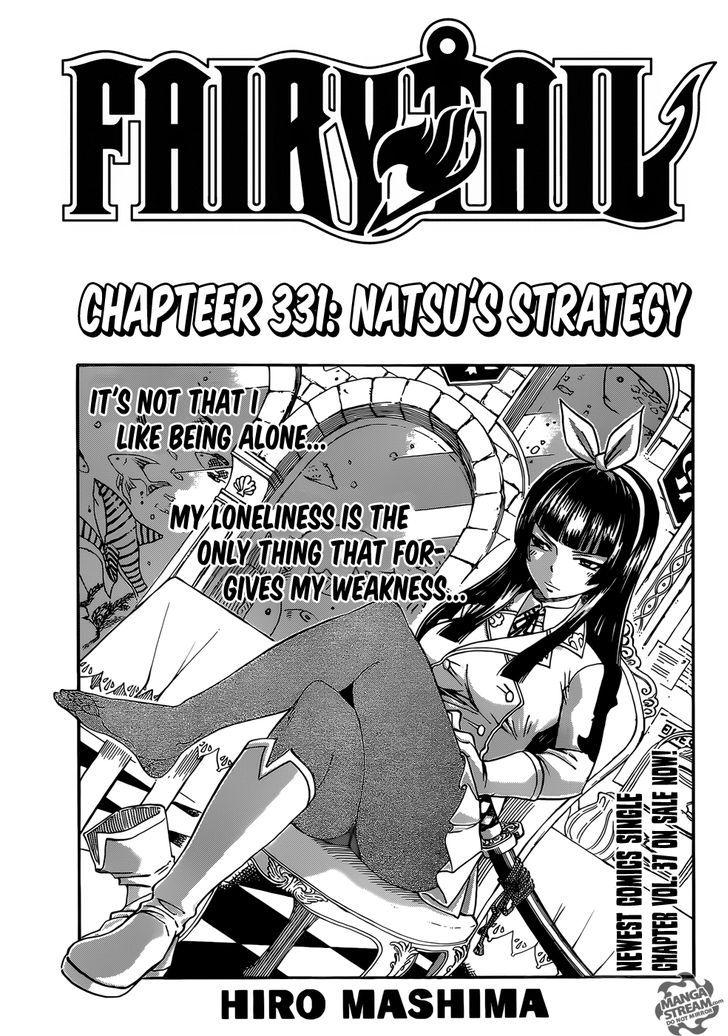 FAIRY TAIL
CHAPTEER 331: NATSU'S STRATEGY
IT'S NOT THAT I
LIKE BEING ALONE...
MY LONELINESS IS THE
ONLY THING THAT FOR-
GIVES MY WEAKNESS...
NEWEST COMICS SINGLE
CHAPTER VOL. 37 ON SALE NOW!
HIRO MASHIMA
MANGA
STREAM.com
DO NOT MIRROR